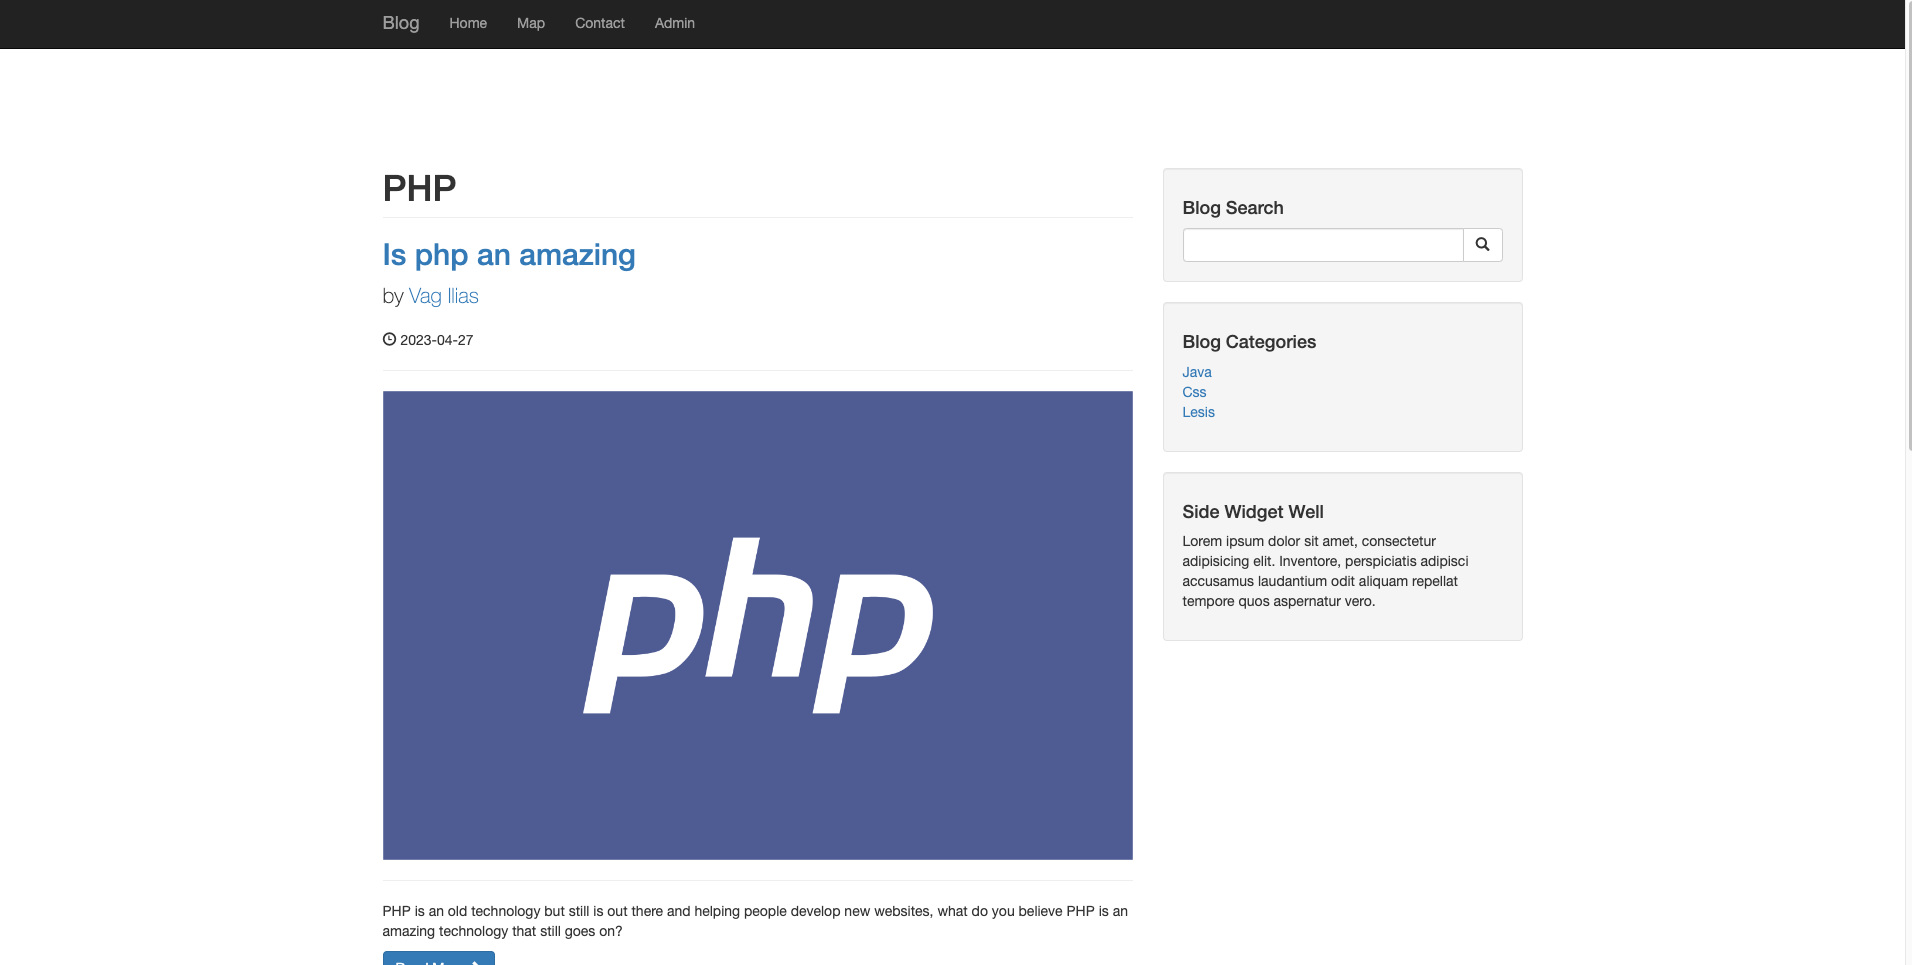 Blog Home Map Contact Admin
PHP
Is php an amazing
by Vag Ilias
2023-04-27
php
PHP is an old technology but still is out there and helping people develop new websites, what do you believe PHP is an
amazing technology that still goes on?
Blog Search
Blog Categories
Java
Css
Lesis
Side Widget Well
Lorem ipsum dolor sit amet, consectetur
adipisicing elit. Inventore, perspiciatis adipisci
accusamus laudantium odit aliquam repellat
tempore quos aspernatur vero.